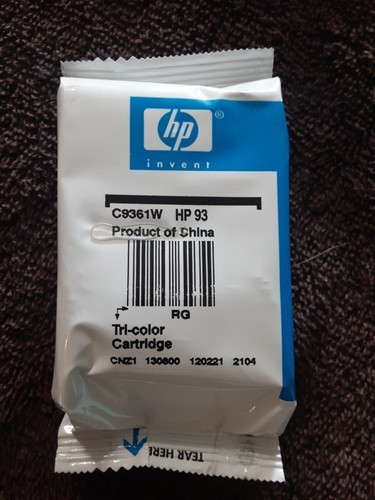 hp®
invent
C9361W HP 93
Product of China
RG
Tri-color
Cartridge
CNZ1 130800 120221 2104
TEAR HERE